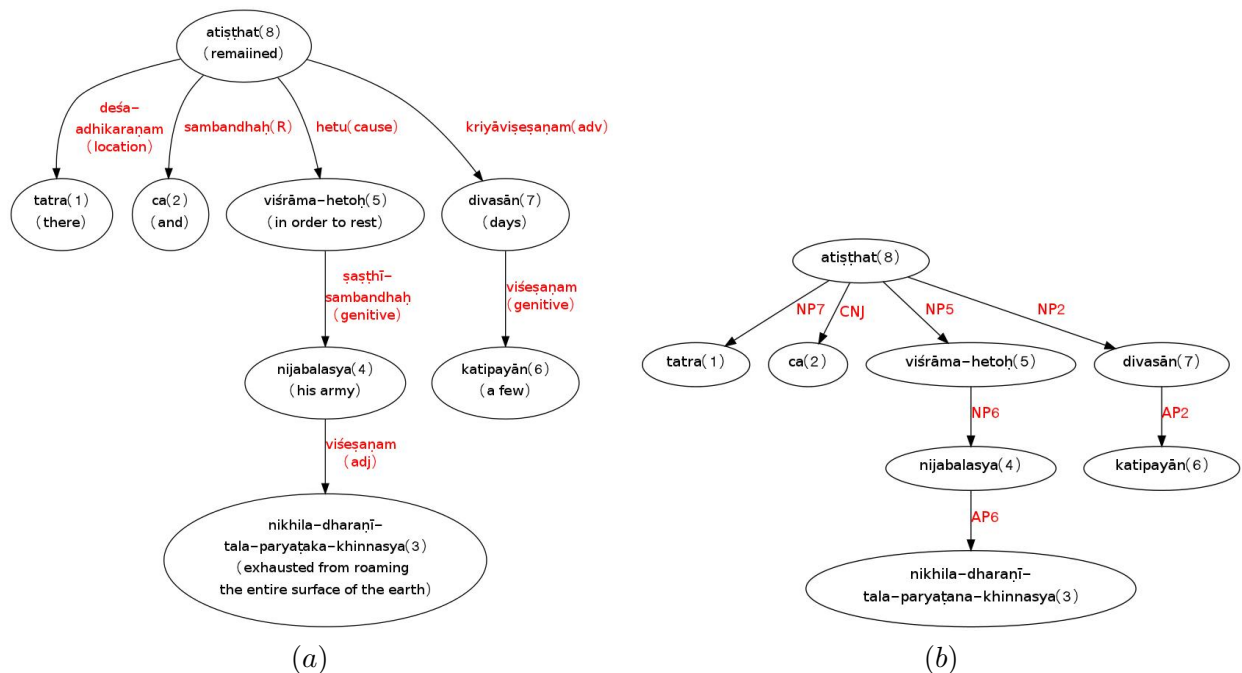 atiṣṭhat(8)
(remaiined)
deśa–
adhikaraṇam
(location)
sambandhaḥ(R)
hetu(cause)
kriyāviṣeṣaṇam(adv)
tatra(1)
(there)
ca(2)
(and)
viśrāma–hetoḥ(5)
(in order to rest)
divasān(7)
(days)
ṣaṣṭhī–
sambandhaḥ
(genitive)
viśeṣaṇam
(genitive)
nijabalasya(4)
(his army)
katipayān(6)
(a few)
viśeṣaṇam
(adj)
nikhila–dharaṇī–
tala–paryaṭaka–khinnasya(3)
(exhausted from roaming
the entire surface of the earth)
(a)
atiṣṭhat(8)
NP7
CNJ
NP5
NP2
tatra(1)
ca(2)
viśrāma–hetoḥ(5)
divasān(7)
NP6
AP2
nijabalasya(4)
katipayān(6)
AP6
nikhila–dharaṇī–
tala–paryaṭana–khinnasya(3)
(b)